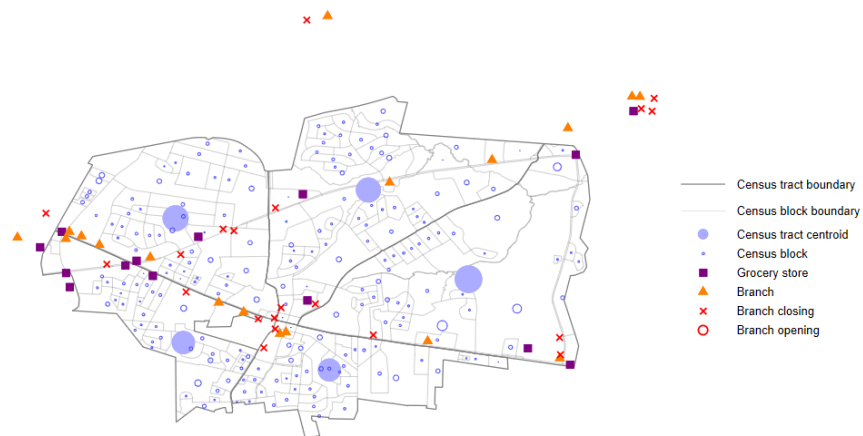 Census tract boundary
Census block boundary
Census tract centroid
Census block
Grocery store
Branch
Branch closing
Branch opening